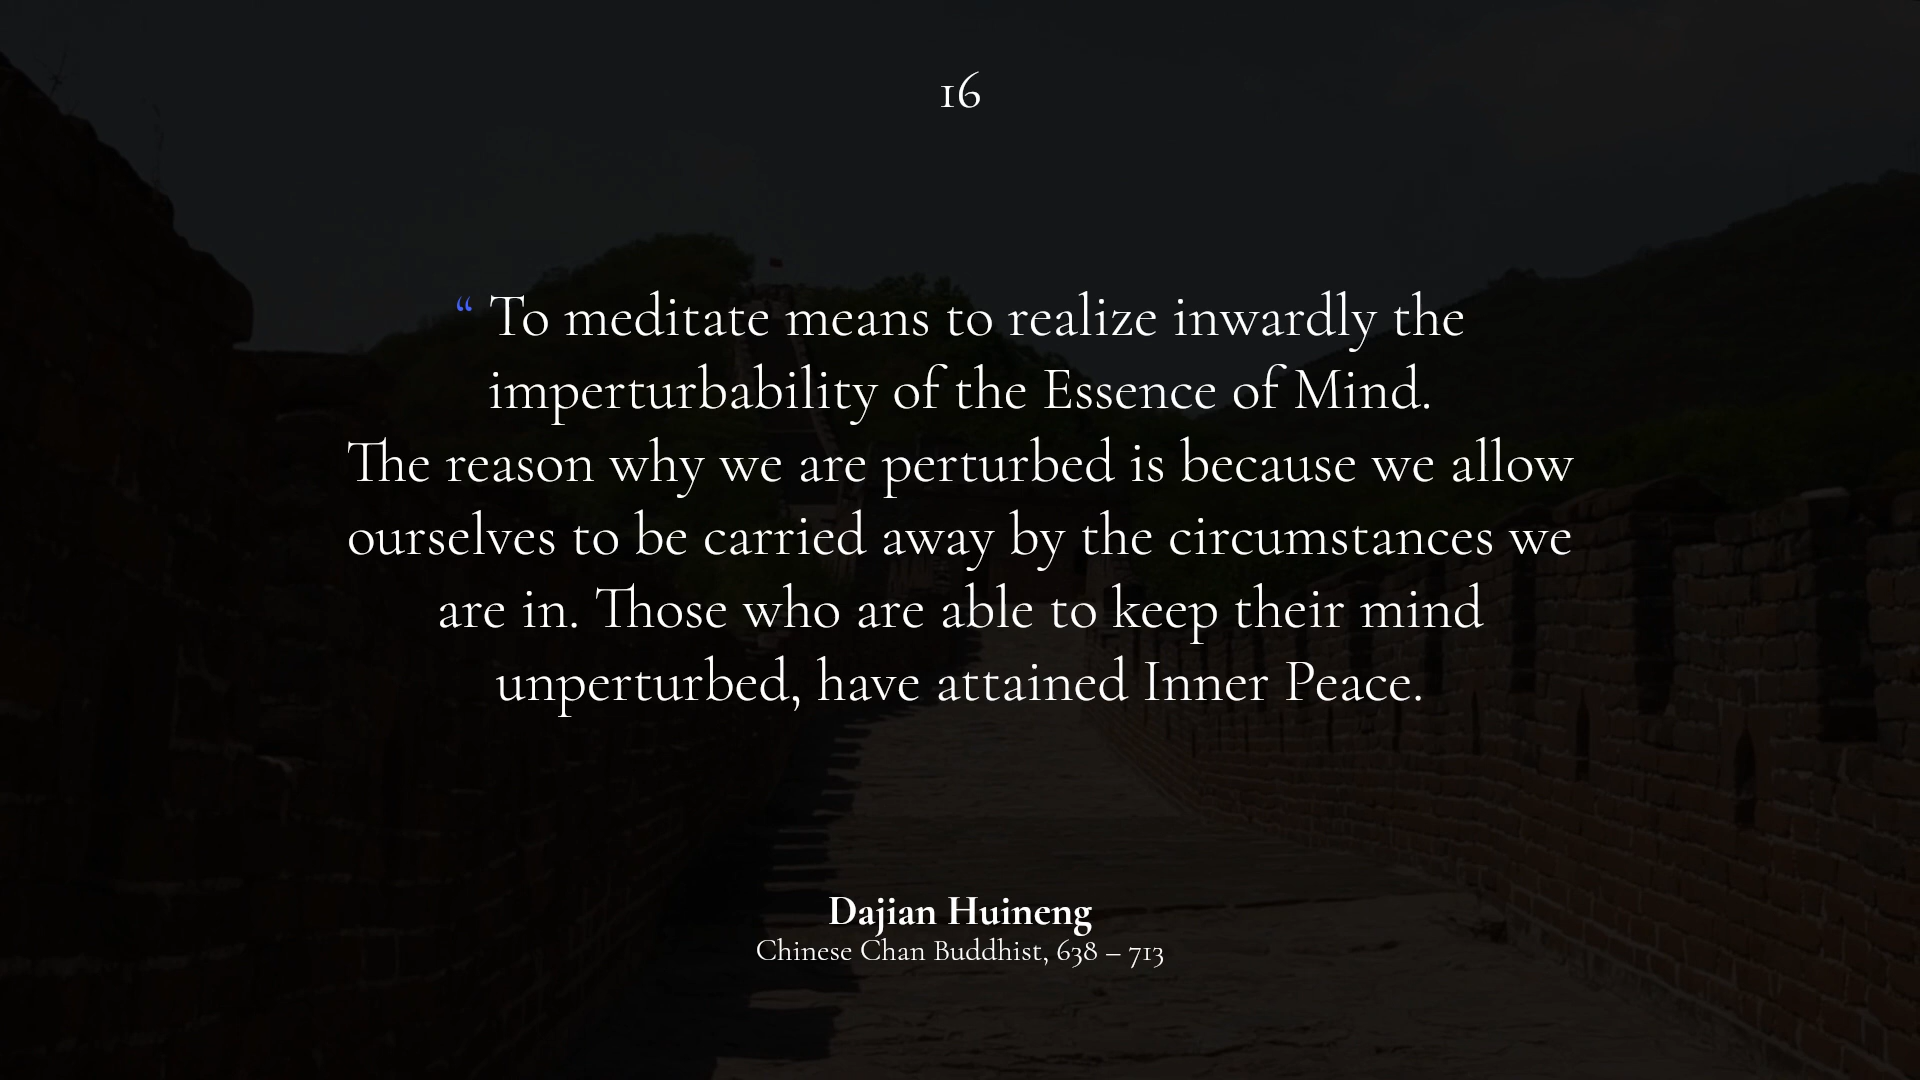 16
“ To meditate means to realize inwardly the
imperturbability of the Essence of Mind.
The reason why we are perturbed is because we allow
ourselves to be carried away by the circumstances we
are in. Those who are able to keep their mind
unperturbed, have attained Inner Peace.
Dajian Huineng
Chinese Chan Buddhist, 638 – 713